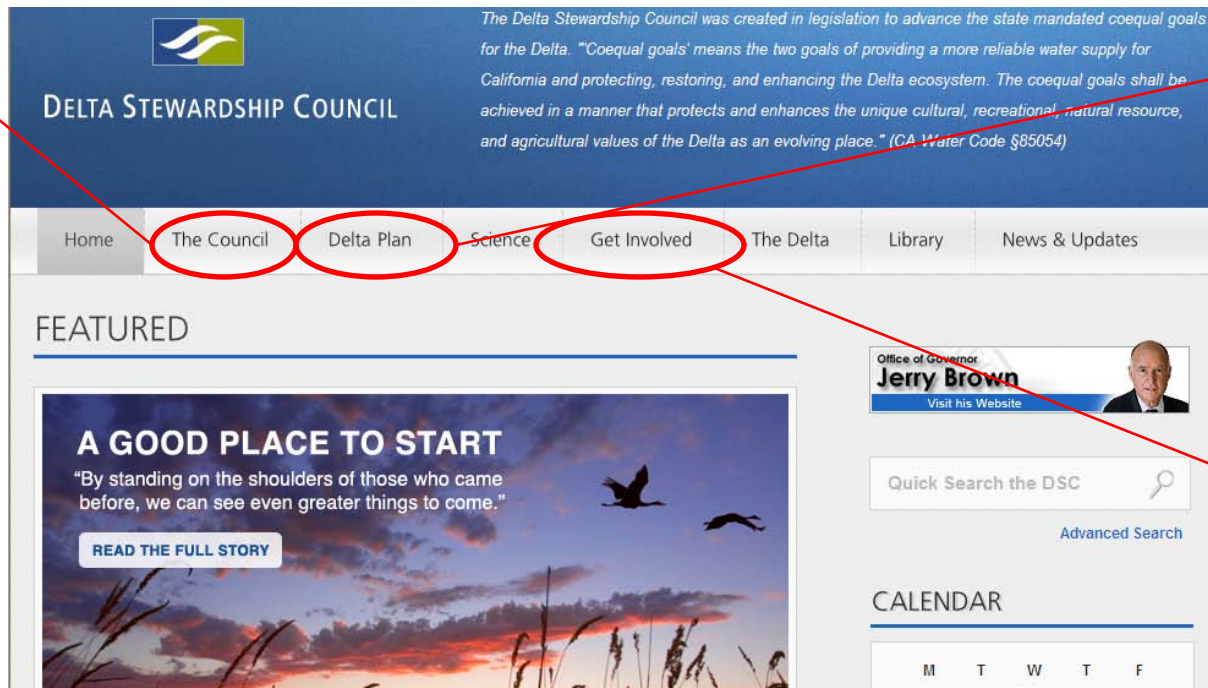 The Delta Stewardship Council was created in legislation to advance the state mandated coequal goals
for the Delta. "'Coequal goals' means the two goals of providing a more reliable water supply for
California and protecting, restoring, and enhancing the Delta ecosystem. The coequal goals shall be
achieved in a manner that protects and enhances the unique cultural, recreational, natural resource,
and agricultural values of the Delta as an evolving place." (CA Water Code §85054)
DELTA STEWARDSHIP COUNCIL
Home The Council Delta Plan Science Get Involved The Delta Library News & Updates
FEATURED
A GOOD PLACE TO START
“By standing on the shoulders of those who came
before, we can see even greater things to come.”
READ THE FULL STORY
Office of Governor
Jerry Brown
Visit his Website
Quick Search the DSC
Advanced Search
CALENDAR
M T W T F